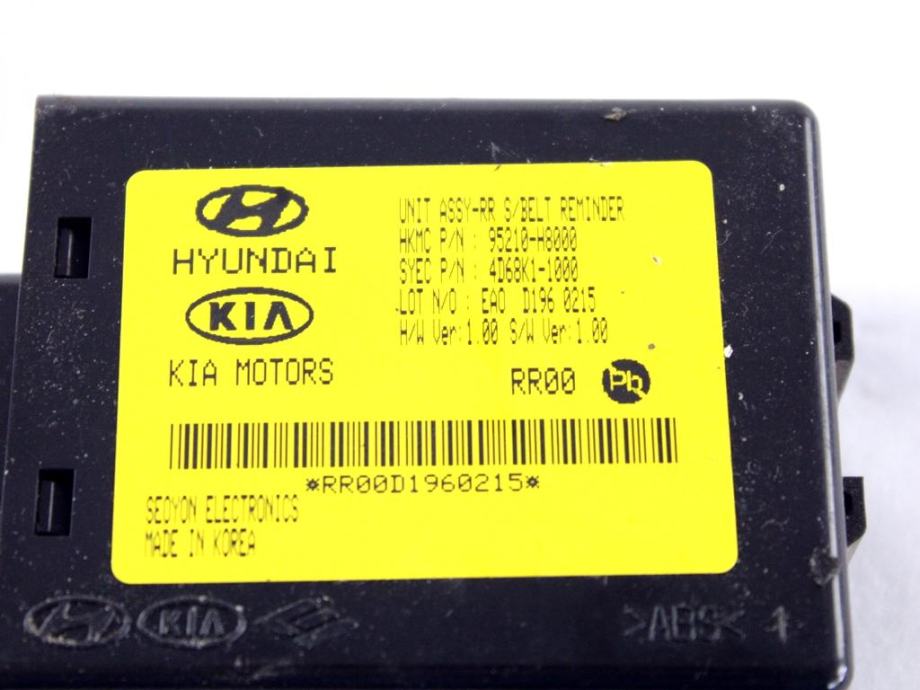 HYUNDAI
KIA
KIA MOTORS
UNIT ASSY-RR S/BELT REMINDER
HKMC P/N : 95210-H8000
SYEC P/N : 4D68K1-1000
LOT N/O : EA0 D196 0215
H/W Ver:1.00 S/W Ver:1.00
RR00 Pb
*RR00D1960215*
SEOYON ELECTRONICS
MADE IN KOREA
KIA
>ABS< 4